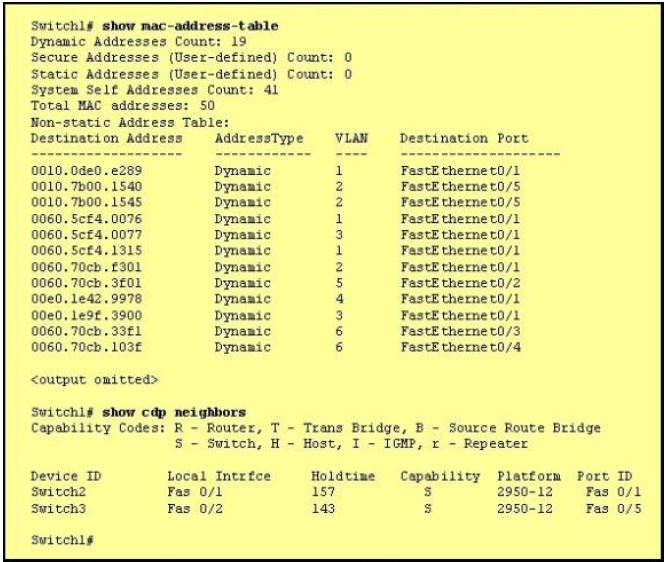 Switch1# show mac-address-table
Dynamic Addresses Count: 19
Secure Addresses (User-defined) Count: 0
Static Addresses (User-defined) Count: 0
System Self Addresses Count: 41
Total MAC addresses: 50
Non-static Address Table:
Destination Address AddressType VLAN Destination Port
------------------- ------------ ---- --------------------
0010.0de0.e289 Dynamic 1 FastEthernet0/1
0010.7b00.1540 Dynamic 2 FastEthernet0/5
0010.7b00.1545 Dynamic 2 FastEthernet0/5
0060.5cf4.0076 Dynamic 1 FastEthernet0/1
0060.5cf4.0077 Dynamic 3 FastEthernet0/1
0060.5cf4.1315 Dynamic 1 FastEthernet0/1
0060.70cb.f301 Dynamic 2 FastEthernet0/1
0060.70cb.3f01 Dynamic 5 FastEthernet0/2
00e0.1e42.9978 Dynamic 4 FastEthernet0/1
00e0.1e9f.3900 Dynamic 3 FastEthernet0/1
0060.70cb.33f1 Dynamic 6 FastEthernet0/3
0060.70cb.103f Dynamic 6 FastEthernet0/4
<output omitted>
Switch1# show cdp neighbors
Capability Codes: R - Router, T - Trans Bridge, B - Source Route Bridge
S - Switch, H - Host, I - IGMP, r - Repeater
Device ID Local Intrfce Holdtime Capability Platform Port ID
Switch2 Fas 0/1 157 S 2950-12 Fas 0/1
Switch3 Fas 0/2 143 S 2950-12 Fas 0/5
Switch1#